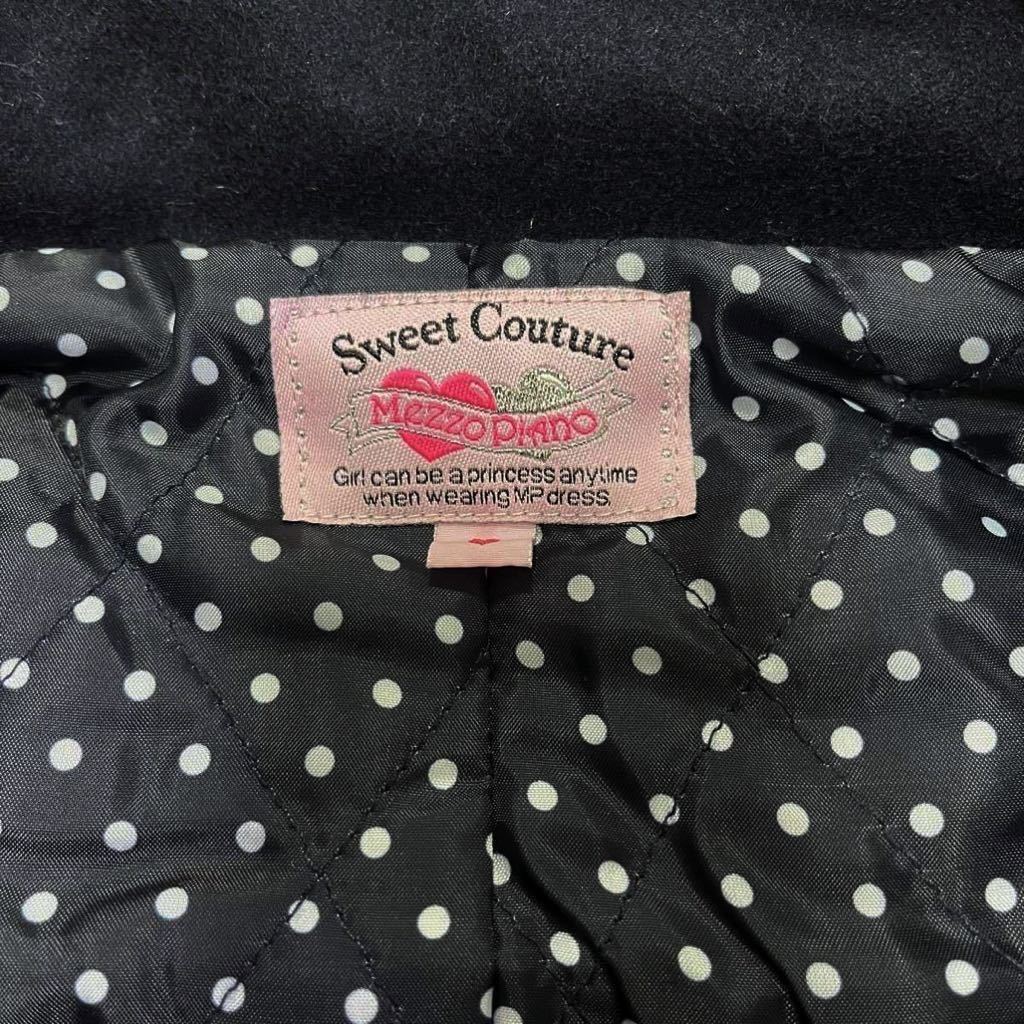 Sweet Couture
Mezzo Piano
Girl can be a princess anytime
when wearing MP dress.